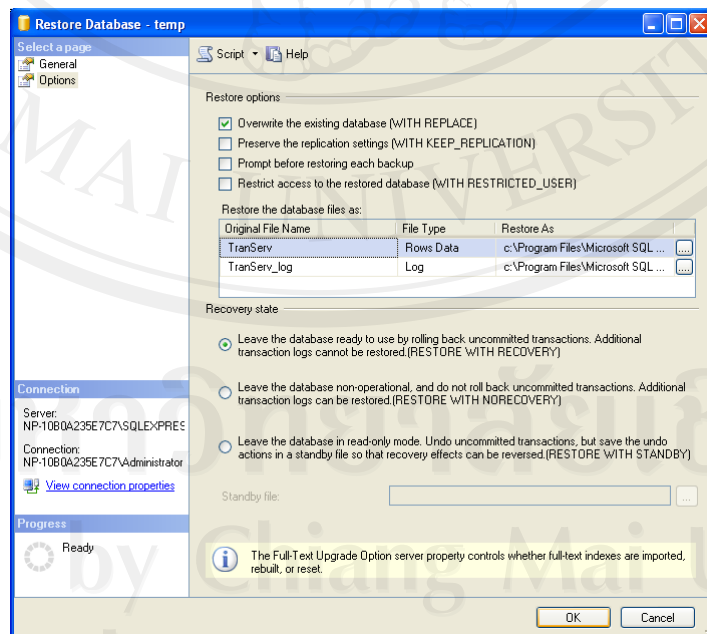 Restore Database - temp
Select a page
General
Options
Script
Help
Restore options
Overwrite the existing database (WITH REPLACE)
Preserve the replication settings (WITH KEEP_REPLICATION)
Prompt before restoring each backup
Restrict access to the restored database (WITH RESTRICTED_USER)
Restore the database files as:
Original File Name File Type Restore As
TranServ Rows Data c:\Program Files\Microsoft SQL ... ...
TranServ_log Log c:\Program Files\Microsoft SQL ... ...
Recovery state
Leave the database ready to use by rolling back uncommitted transactions. Additional
transaction logs cannot be restored.(RESTORE WITH RECOVERY)
Leave the database non-operational, and do not roll back uncommitted transactions. Additional
transaction logs can be restored.(RESTORE WITH NORECOVERY)
Leave the database in read-only mode. Undo uncommitted transactions, but save the undo
actions in a standby file so that recovery effects can be reversed.(RESTORE WITH STANDBY)
Standby file: ...
Connection
Server:
NP-10B0A235E7C7\SQLEXPRES
Connection:
NP-10B0A235E7C7\Administrator
View connection properties
Progress
Ready
The Full-Text Upgrade Option server property controls whether full-text indexes are imported,
rebuilt, or reset.
OK Cancel
MAI UNIVERSIT
by Chiang Mai U